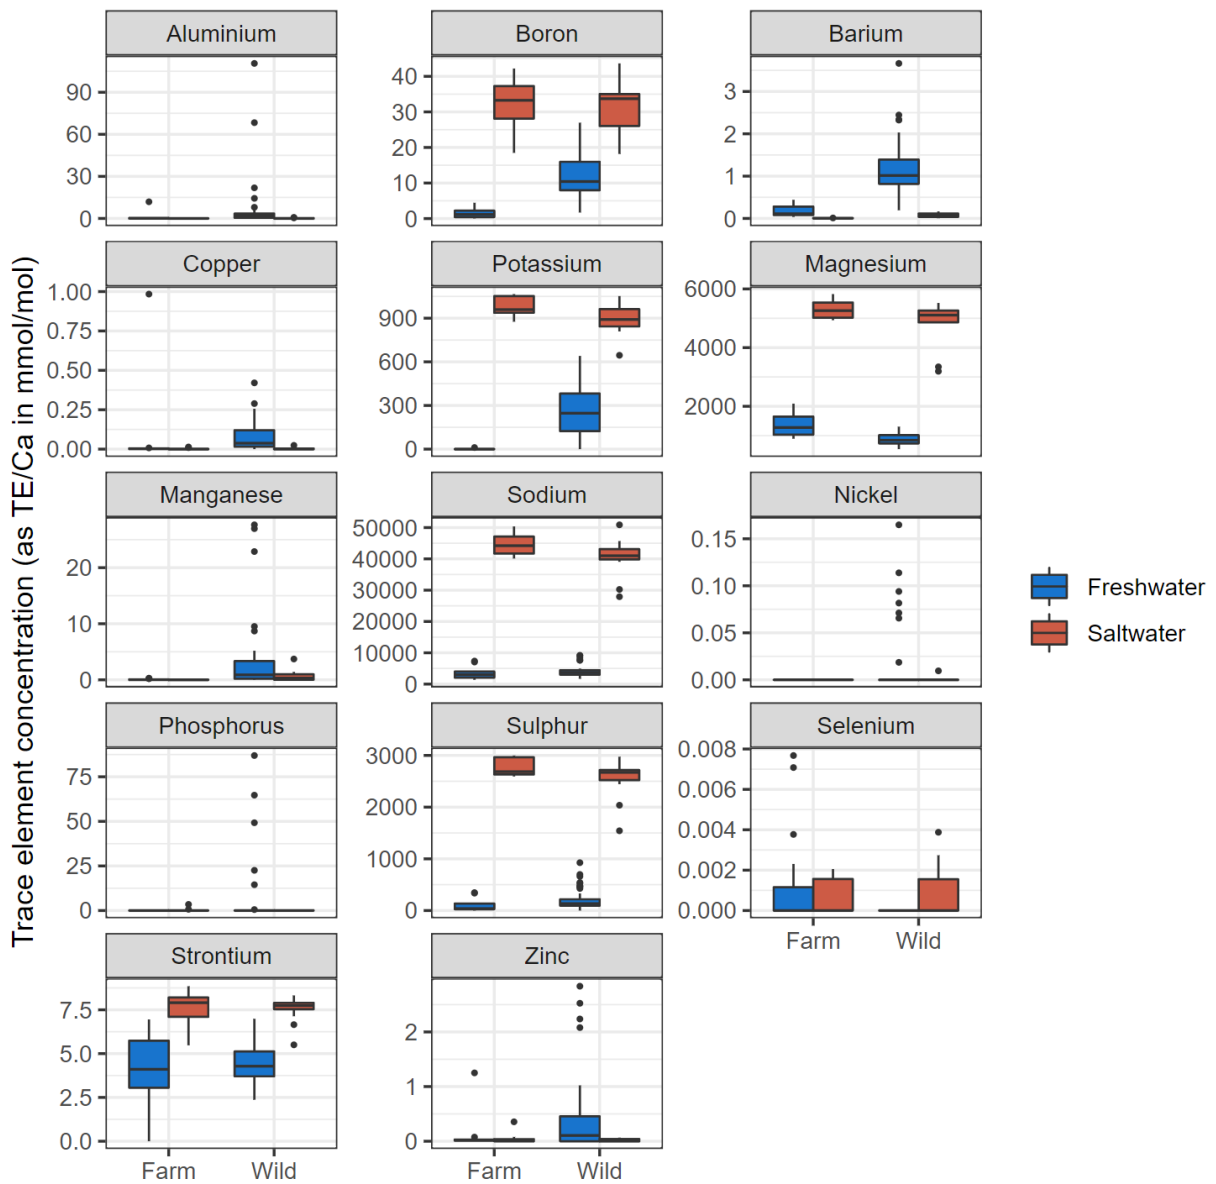 Trace element concentration (as TE/Ca in mmol/mol)
Aluminium
90
60
30
0
Boron
40
30
20
10
0
Barium
3
2
1
0
Copper
1.00
0.75
0.50
0.25
0.00
Potassium
900
600
300
0
Magnesium
6000
4000
2000
Manganese
20
10
0
Sodium
50000
40000
30000
20000
10000
0
Nickel
0.15
0.10
0.05
0.00
Phosphorus
75
50
25
0
Sulphur
3000
2000
1000
0
Selenium
0.008
0.006
0.004
0.002
0.000
Farm Wild
Strontium
7.5
5.0
2.5
0.0
Farm Wild
Zinc
2
1
0
Farm Wild
Freshwater
Saltwater